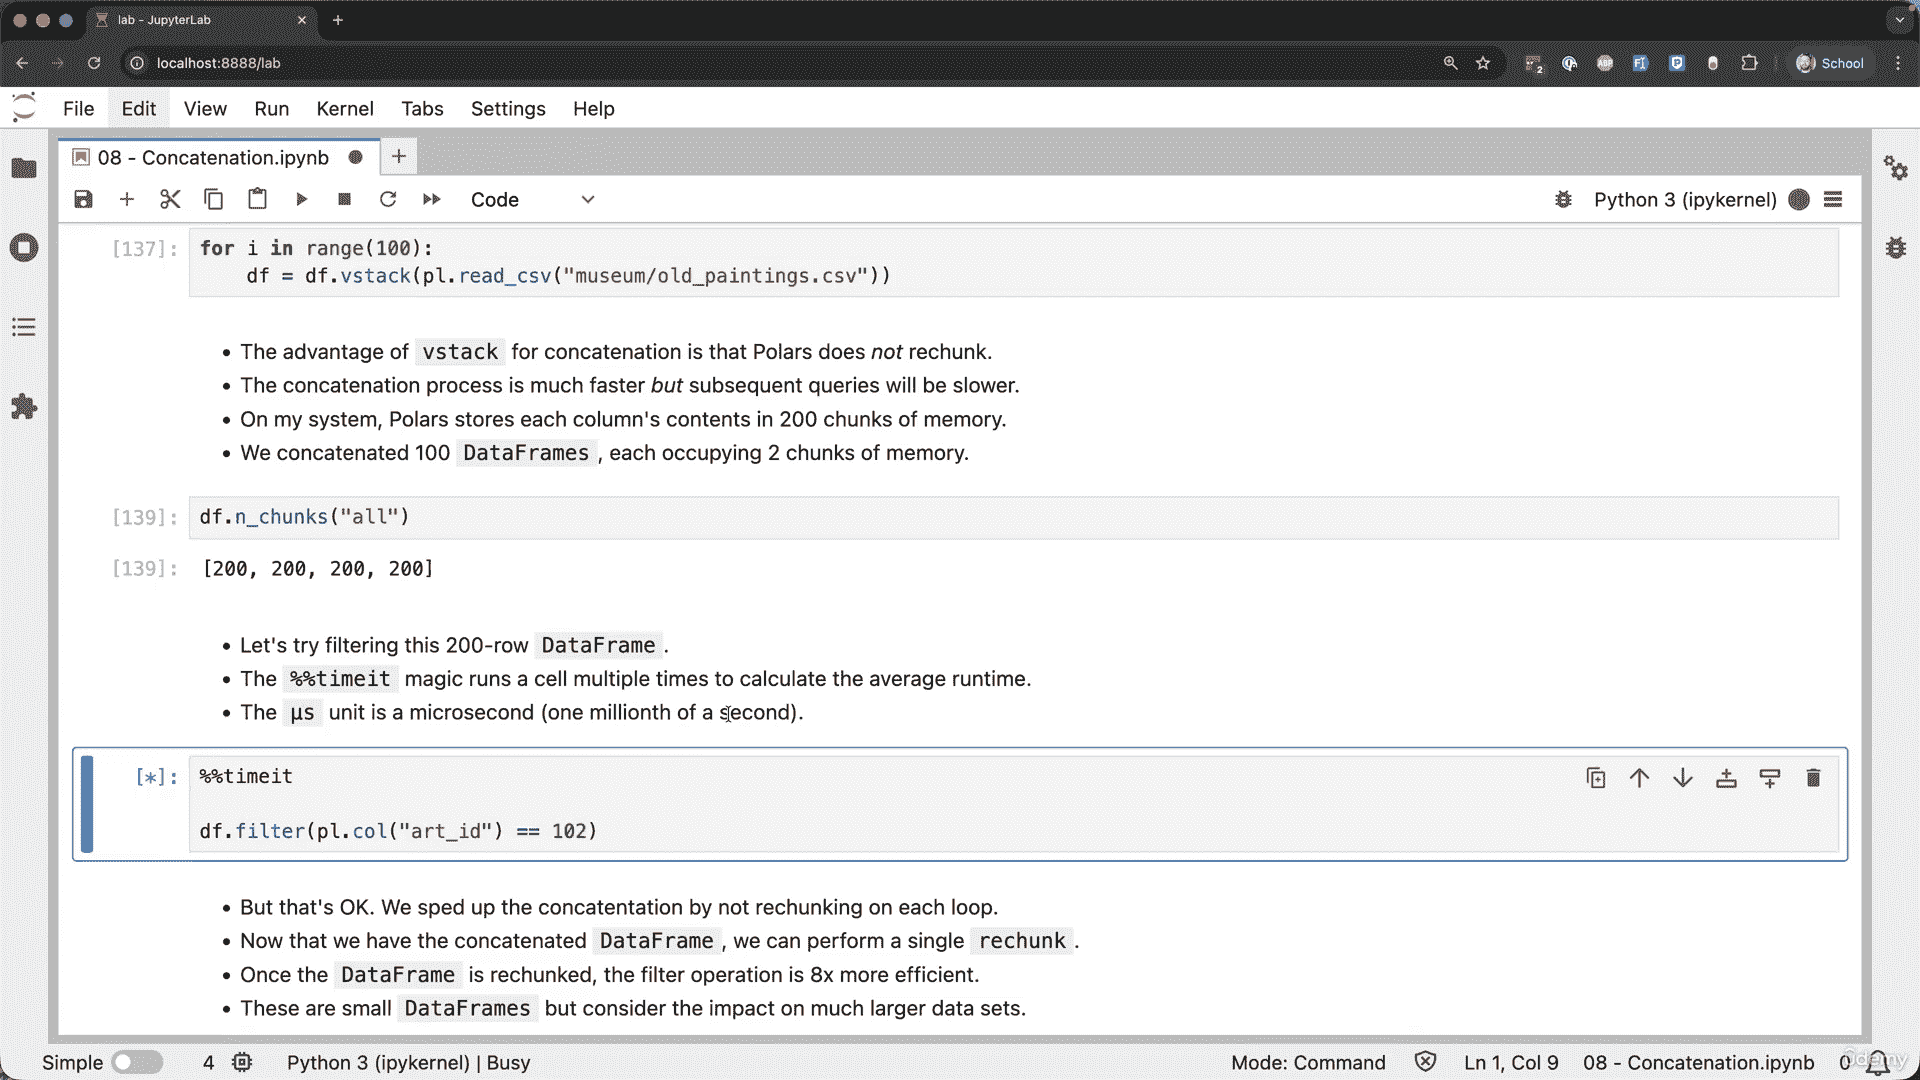 lab - JupyterLab
localhost:8888/lab
2
School
File Edit View Run Kernel Tabs Settings Help
08 - Concatenation.ipynb
Code
Python 3 (ipykernel)
[137]: for i in range(100):
df = df.vstack(pl.read_csv("museum/old_paintings.csv"))
• The advantage of vstack for concatenation is that Polars does not rechunk.
• The concatenation process is much faster but subsequent queries will be slower.
• On my system, Polars stores each column's contents in 200 chunks of memory.
• We concatenated 100 DataFrames , each occupying 2 chunks of memory.
[139]: df.n_chunks("all")
[139]: [200, 200, 200, 200]
• Let's try filtering this 200-row DataFrame .
• The %%timeit magic runs a cell multiple times to calculate the average runtime.
• The µs unit is a microsecond (one millionth of a second).
[*]: %%timeit
df.filter(pl.col("art_id") == 102)
• But that's OK. We sped up the concatentation by not rechunking on each loop.
• Now that we have the concatenated DataFrame , we can perform a single rechunk .
• Once the DataFrame is rechunked, the filter operation is 8x more efficient.
• These are small DataFrames but consider the impact on much larger data sets.
Simple 4 Python 3 (ipykernel) | Busy Mode: Command Ln 1, Col 9 08 - Concatenation.ipynb 0
udemy